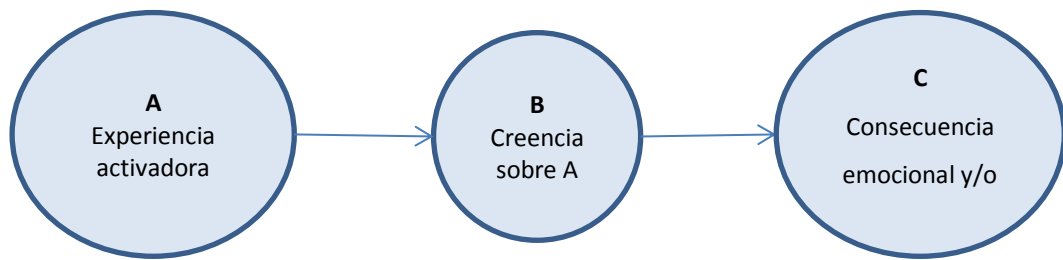 A
Experiencia
activadora
B
Creencia
sobre A
C
Consecuencia
emocional y/o